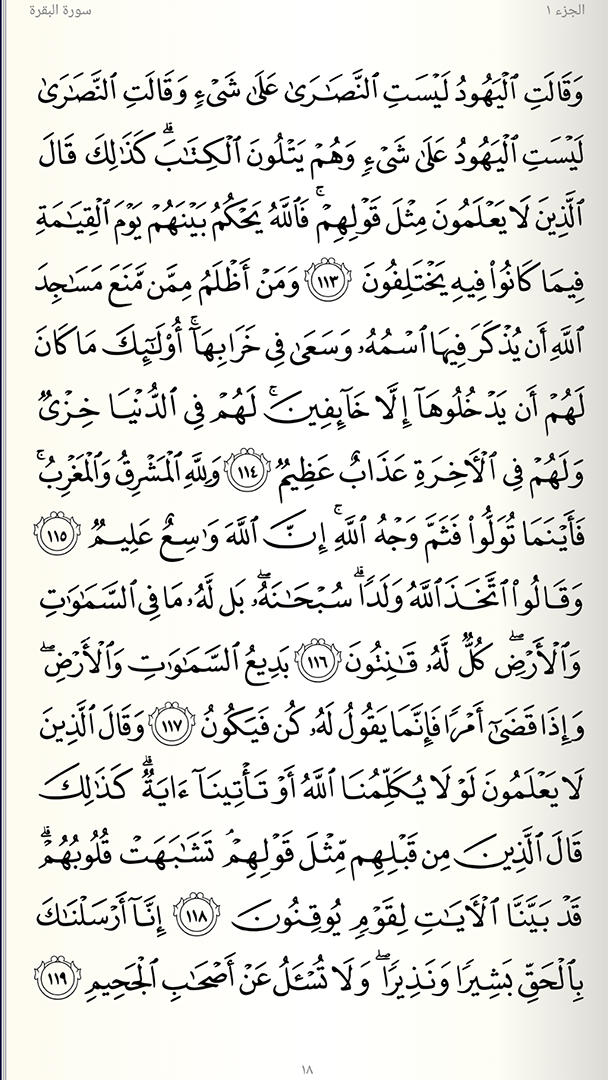 الجزء ١
سورة البقرة
وَقَالَتِ ٱلْيَهُودُ لَيْسَتِ ٱلنَّصَـٰرَىٰ عَلَىٰ شَىْءٍ وَقَالَتِ ٱلنَّصَـٰرَىٰ
لَيْسَتِ ٱلْيَهُودُ عَلَىٰ شَىْءٍ وَهُمْ يَتْلُونَ ٱلْكِتَـٰبَ ۗ كَذَٰلِكَ قَالَ
ٱلَّذِينَ لَا يَعْلَمُونَ مِثْلَ قَوْلِهِمْ ۚ فَٱللَّهُ يَحْكُمُ بَيْنَهُمْ يَوْمَ ٱلْقِيَـٰمَةِ
فِيمَا كَانُوا۟ فِيهِ يَخْتَلِفُونَ ١١٣ وَمَنْ أَظْلَمُ مِمَّن مَّنَعَ مَسَـٰجِدَ
ٱللَّهِ أَن يُذْكَرَ فِيهَا ٱسْمُهُۥ وَسَعَىٰ فِى خَرَابِهَآ ۚ أُو۟لَـٰٓئِكَ مَا كَانَ
لَهُمْ أَن يَدْخُلُوهَآ إِلَّا خَآئِفِينَ ۚ لَهُمْ فِى ٱلدُّنْيَا خِزْىٌ
وَلَهُمْ فِى ٱلْـَٔاخِرَةِ عَذَابٌ عَظِيمٌ ١١٤ وَلِلَّهِ ٱلْمَشْرِقُ وَٱلْمَغْرِبُ ۚ
فَأَيْنَمَا تُوَلُّوا۟ فَثَمَّ وَجْهُ ٱللَّهِ ۚ إِنَّ ٱللَّهَ وَٰسِعٌ عَلِيمٌ ١١٥
وَقَالُوا۟ ٱتَّخَذَ ٱللَّهُ وَلَدًا ۗ سُبْحَـٰنَهُۥ ۖ بَل لَّهُۥ مَا فِى ٱلسَّمَـٰوَٰتِ
وَٱلْأَرْضِ ۖ كُلٌّ لَّهُۥ قَـٰنِتُونَ ١١٦ بَدِيعُ ٱلسَّمَـٰوَٰتِ وَٱلْأَرْضِ ۖ
وَإِذَا قَضَىٰٓ أَمْرًا فَإِنَّمَا يَقُولُ لَهُۥ كُن فَيَكُونُ ١١٧ وَقَالَ ٱلَّذِينَ
لَا يَعْلَمُونَ لَوْلَا يُكَلِّمُنَا ٱللَّهُ أَوْ تَأْتِينَآ ءَايَةٌ ۗ كَذَٰلِكَ
قَالَ ٱلَّذِينَ مِن قَبْلِهِم مِّثْلَ قَوْلِهِمْ ۘ تَشَـٰبَهَتْ قُلُوبُهُمْ ۗ
قَدْ بَيَّنَّا ٱلْـَٔايَـٰتِ لِقَوْمٍ يُوقِنُونَ ١١٨ إِنَّآ أَرْسَلْنَـٰكَ
بِٱلْحَقِّ بَشِيرًا وَنَذِيرًا ۖ وَلَا تُسْـَٔلُ عَنْ أَصْحَـٰبِ ٱلْجَحِيمِ ١١٩
١٨